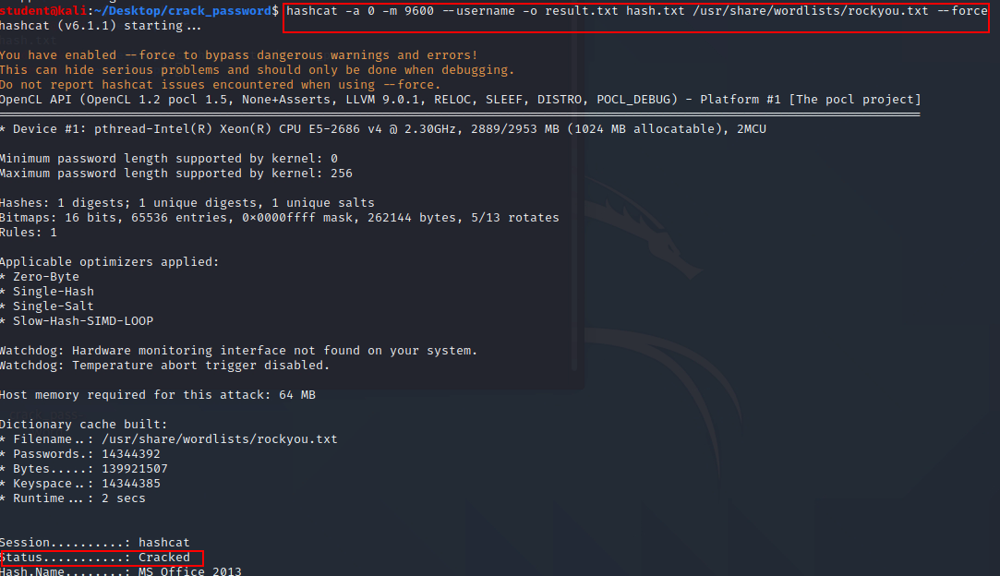 student@kali:~/Desktop/crack_password$ hashcat -a 0 -m 9600 --username -o result.txt hash.txt /usr/share/wordlists/rockyou.txt --force
hashcat (v6.1.1) starting...
You have enabled --force to bypass dangerous warnings and errors!
This can hide serious problems and should only be done when debugging.
Do not report hashcat issues encountered when using --force.
OpenCL API (OpenCL 1.2 pocl 1.5, None+Asserts, LLVM 9.0.1, RELOC, SLEEF, DISTRO, POCL_DEBUG) - Platform #1 [The pocl project]
* Device #1: pthread-Intel(R) Xeon(R) CPU E5-2686 v4 @ 2.30GHz, 2889/2953 MB (1024 MB allocatable), 2MCU
Minimum password length supported by kernel: 0
Maximum password length supported by kernel: 256
Hashes: 1 digests; 1 unique digests, 1 unique salts
Bitmaps: 16 bits, 65536 entries, 0x0000ffff mask, 262144 bytes, 5/13 rotates
Rules: 1
Applicable optimizers applied:
* Zero-Byte
* Single-Hash
* Single-Salt
* Slow-Hash-SIMD-LOOP
Watchdog: Hardware monitoring interface not found on your system.
Watchdog: Temperature abort trigger disabled.
Host memory required for this attack: 64 MB
Dictionary cache built:
* Filename..: /usr/share/wordlists/rockyou.txt
* Passwords.: 14344392
* Bytes.....: 139921507
* Keyspace..: 14344385
* Runtime...: 2 secs
Session..........: hashcat
Status...........: Cracked
Hash.Name........: MS Office 2013